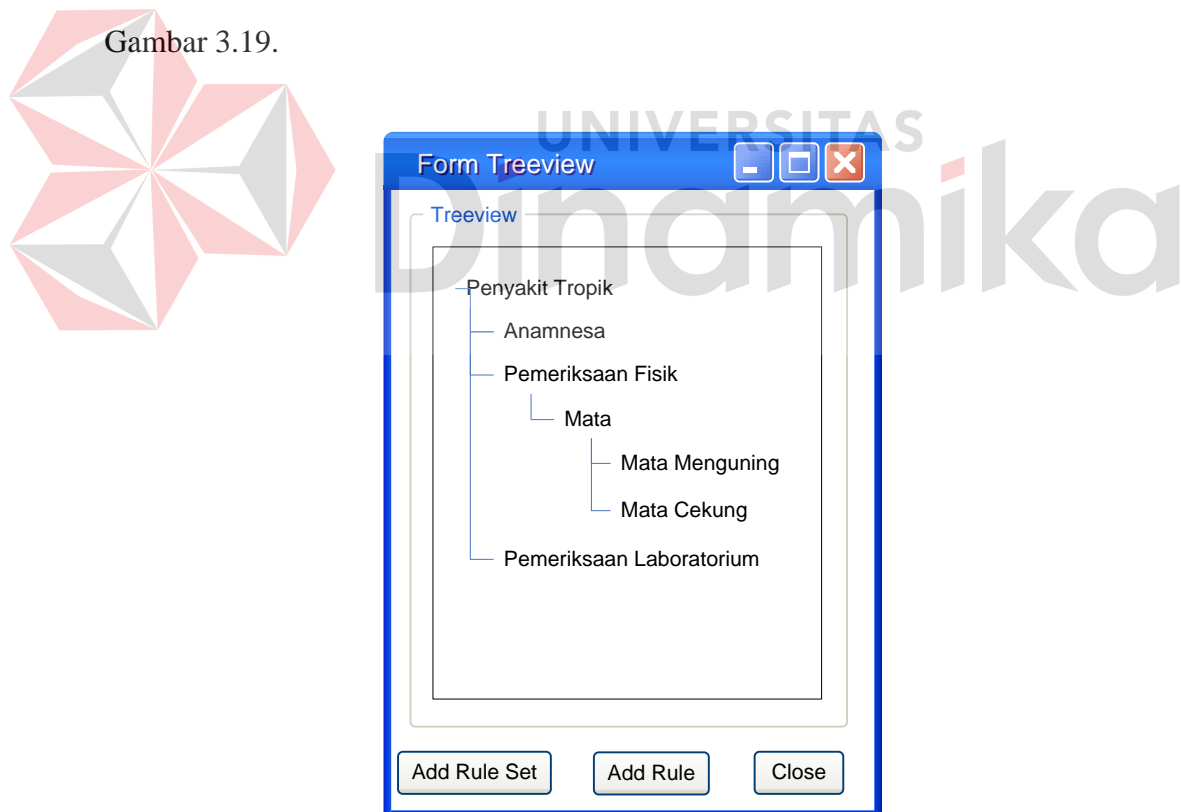 Gambar 3.19.
UNIVERSITAS
Dinamika
Form Treeview
Treeview
Penyakit Tropik
Anamnesa
Pemeriksaan Fisik
Mata
Mata Menguning
Mata Cekung
Pemeriksaan Laboratorium
Add Rule Set
Add Rule
Close